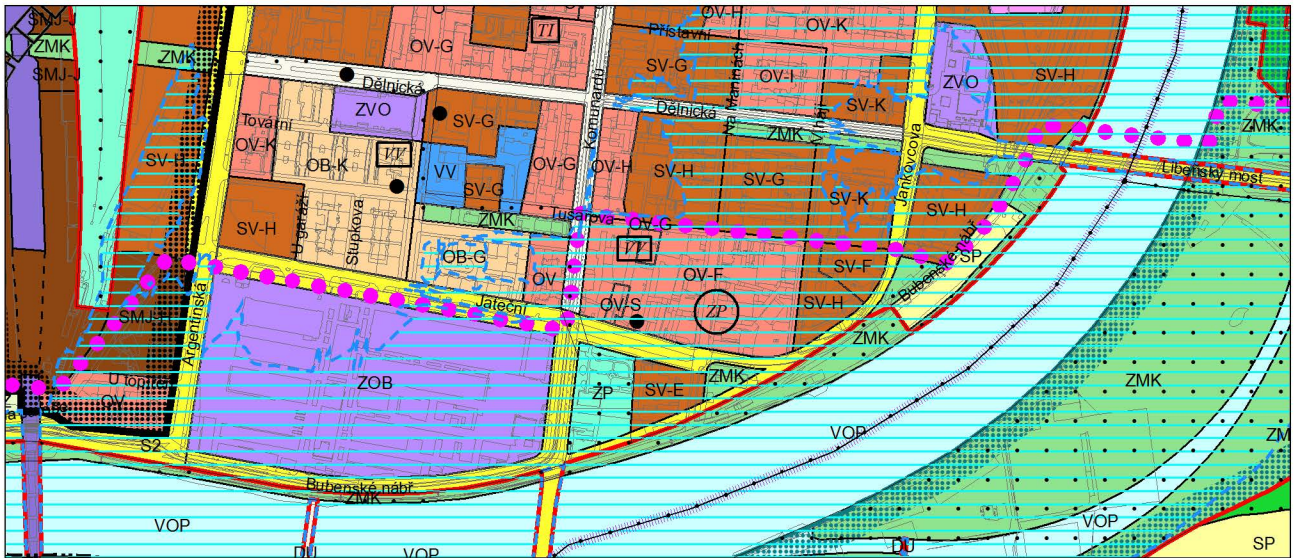 SMJ-J
ZMK
SMJ-J
OV-G
TI
OV-H
OV-K
Přístavní
SV-G
OV-I
Na Maninách
ZVO
SV-H
ZMK
Dělnická
Komunardů
Dělnická
SV-K
V háji
ZMK
ZVO
SV-G
Tovární
OV-K
OB-K
VV
VV
SV-G
OV-G
OV-H
SV-H
SV-G
SV-K
Jankovcova
SV-H
Libeňský most
SV-H
ZMK
Tusarova
OV-G
SV-H
U garáží
Stupkova
OB-G
OV
VV
OV-F
SV-F
SP
Bubenské nábř.
Jateční
OV-S
ZP
SV-H
ZMK
SMJ-I
Argentinská
ZOB
ZP
SV-E
ZMK
ZMK
OV
S2
VOP
Bubenské nábř.
ZMK
VOP
DU
VOP
VOP
DU
SP